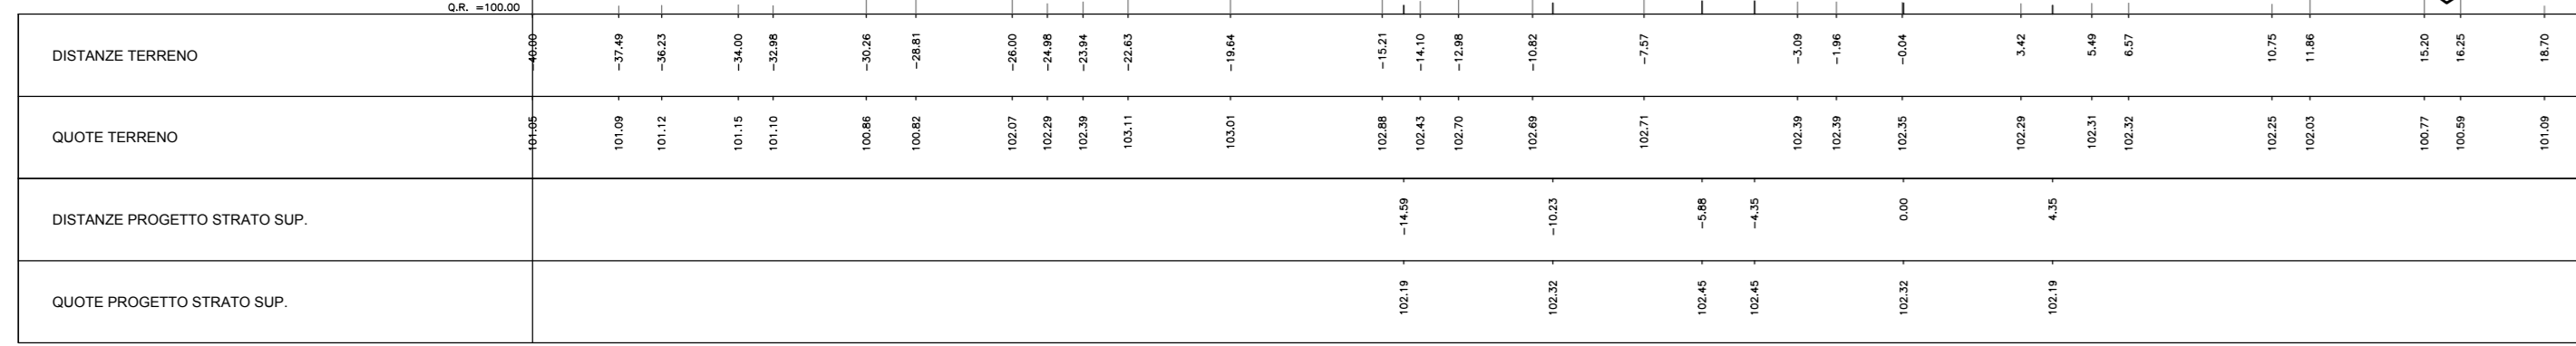 Q.R. =100.00
DISTANZE TERRENO -40.00 -37.49 -36.23 -34.00 -32.98 -30.26 -28.81 -26.00 -24.98 -23.94 -22.63 -19.64 -15.21 -14.10 -12.98 -10.82 -7.57 -3.09 -1.96 -0.04 3.42 5.49 6.57 10.75 11.86 15.20 16.25 18.70
QUOTE TERRENO 101.05 101.09 101.12 101.15 101.10 100.86 100.82 102.07 102.29 102.39 103.11 103.01 102.88 102.43 102.70 102.69 102.71 102.39 102.39 102.35 102.29 102.31 102.32 102.25 102.03 100.77 100.59 101.09
DISTANZE PROGETTO STRATO SUP. -14.59 -10.23 -5.88 -4.35 0.00 4.35
QUOTE PROGETTO STRATO SUP. 102.19 102.32 102.45 102.45 102.32 102.19